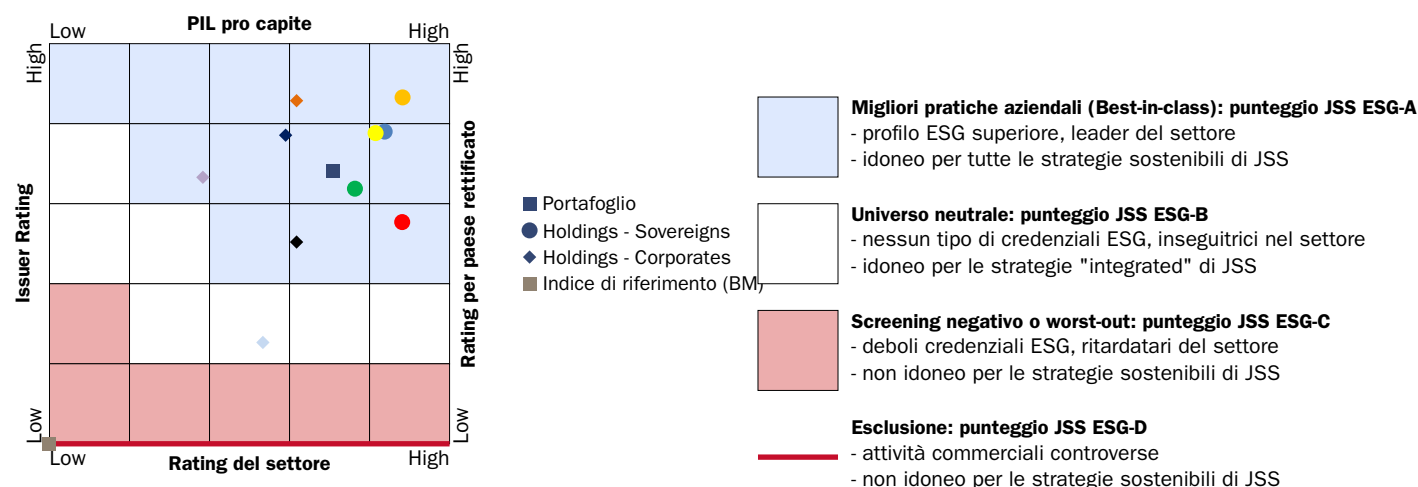 PIL pro capite
Low
High
High
High
Issuer Rating
Rating per paese rettificato
Low
Low
Low
High
Rating del settore
Portafoglio
Holdings - Sovereigns
Holdings - Corporates
Indice di riferimento (BM)
Migliori pratiche aziendali (Best-in-class): punteggio JSS ESG-A
- profilo ESG superiore, leader del settore
- idoneo per tutte le strategie sostenibili di JSS
Universo neutrale: punteggio JSS ESG-B
- nessun tipo di credenziali ESG, inseguitrici nel settore
- idoneo per le strategie "integrated" di JSS
Screening negativo o worst-out: punteggio JSS ESG-C
- deboli credenziali ESG, ritardatari del settore
- non idoneo per le strategie sostenibili di JSS
Esclusione: punteggio JSS ESG-D
- attività commerciali controverse
- non idoneo per le strategie sostenibili di JSS